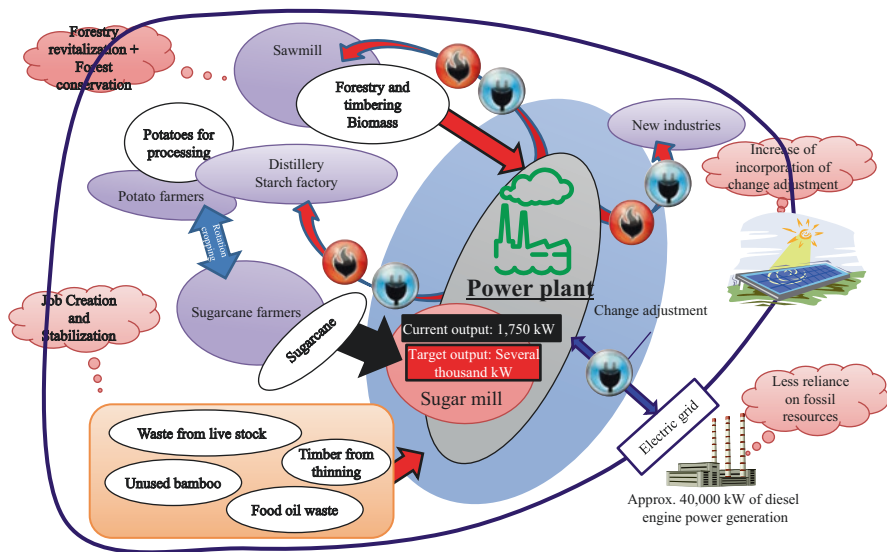 Forestry
revitalization +
Forest
conservation
Sawmill
Forestry and
timbering
Biomass
Potatoes for
processing
Distillery
Starch factory
Potato farmers
New industries
Increase of
incorporation of
change adjustment
Rotation
cropping
Power plant
Job Creation
and
Stabilization
Sugarcane farmers
Sugarcane
Change adjustment
Current output: 1,750 kW
Target output: Several
thousand kW
Sugar mill
Electric grid
Less reliance
on fossil
resources
Waste from live stock
Timber from
thinning
Unused bamboo
Food oil waste
Approx. 40,000 kW of diesel
engine power generation